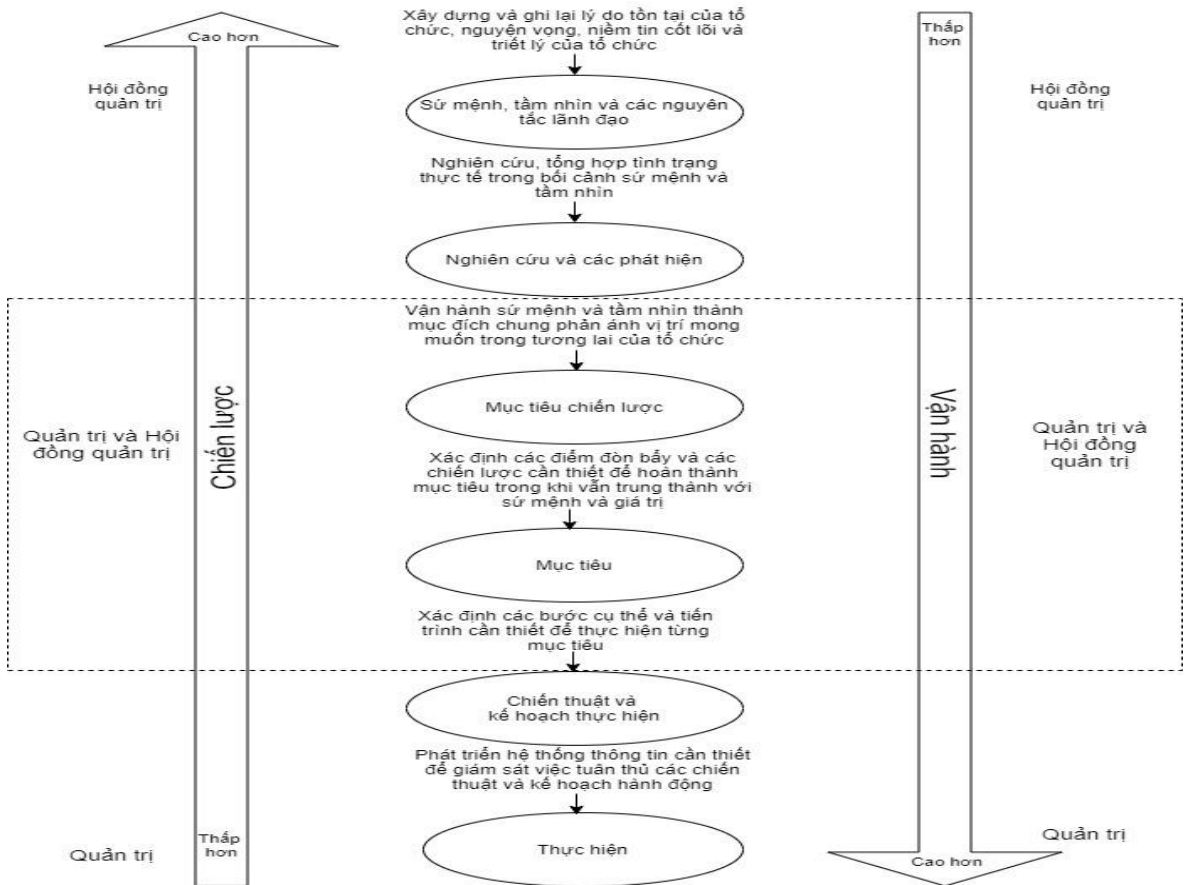 Xây dựng và ghi lại lý do tồn tại của tổ
chức, nguyện vọng, niềm tin cốt lõi và
triết lý của tổ chức
Cao hơn
Thấp
hơn
Hội đồng
quản trị
Sứ mệnh, tầm nhìn và các nguyên
tắc lãnh đạo
Hội đồng
quản trị
Nghiên cứu, tổng hợp tình trạng
thực tế trong bối cảnh sứ mệnh và
tầm nhìn
Nghiên cứu và các phát hiện
Vận hành sứ mệnh và tầm nhìn thành
mục đích chung phản ánh vị trí mong
muốn trong tương lai của tổ chức
Mục tiêu chiến lược
Quản trị và Hội
đồng quản trị
Chiến lược
Vận hành
Quản trị và
Hội đồng
quản trị
Xác định các điểm đòn bẩy và các
chiến lược cần thiết để hoàn thành
mục tiêu trong khi vẫn trung thành với
sứ mệnh và giá trị
Mục tiêu
Xác định các bước cụ thể và tiến
trình cần thiết để thực hiện từng
mục tiêu
Chiến thuật và
kế hoạch thực hiện
Phát triển hệ thống thông tin cần thiết
để giám sát việc tuân thủ các chiến
thuật và kế hoạch hành động
Quản trị
Thấp
hơn
Thực hiện
Cao hơn
Quản trị